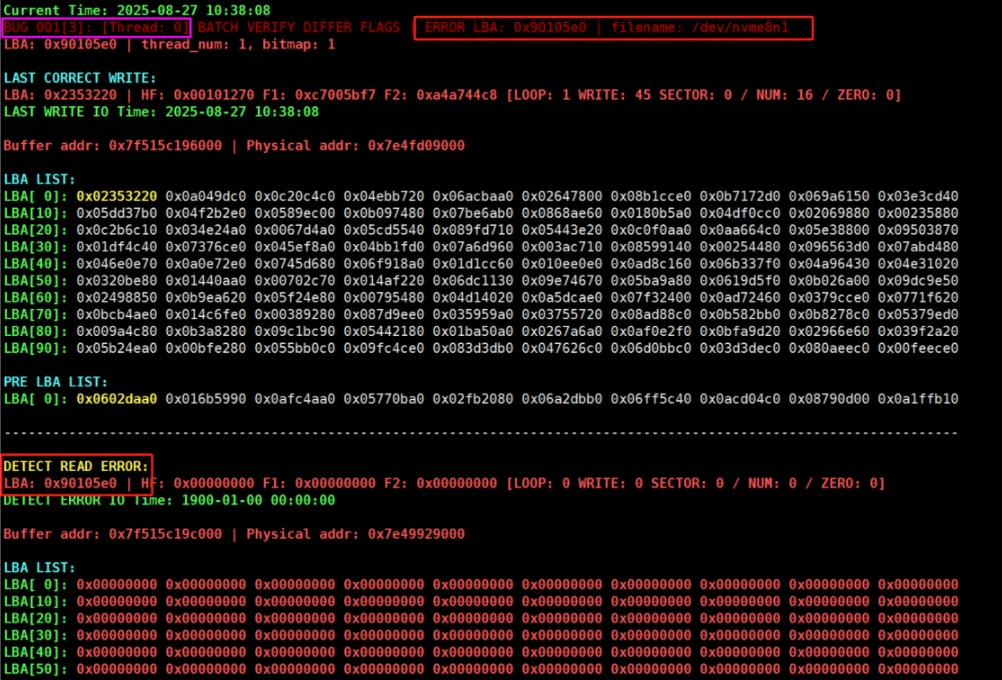 Current Time: 2025-08-27 10:38:08
BUG 001[3]: [Thread: 0] BATCH VERIFY DIFFER FLAGS | ERROR LBA: 0x90105e0 | filename: /dev/nvme8n1
LBA: 0x90105e0 | thread_num: 1, bitmap: 1
LAST CORRECT WRITE:
LBA: 0x2353220 | HF: 0x00101270 F1: 0xc7005bf7 F2: 0xa4a744c8 [LOOP: 1 WRITE: 45 SECTOR: 0 / NUM: 16 / ZERO: 0]
LAST WRITE IO Time: 2025-08-27 10:38:08
Buffer addr: 0x7f515c196000 | Physical addr: 0x7e4fd09000
LBA LIST:
LBA[ 0]: 0x02353220 0x0a049dc0 0x0c20c4c0 0x04ebb720 0x06acbaa0 0x02647800 0x08b1cce0 0x0b7172d0 0x069a6150 0x03e3cd40
LBA[10]: 0x05dd37b0 0x04f2b2e0 0x0589ec00 0x0b097480 0x07be6ab0 0x0868ae60 0x0180b5a0 0x04df0cc0 0x02069880 0x00235880
LBA[20]: 0x0c2b6c10 0x034e24a0 0x0067d4a0 0x05cd5540 0x089fd710 0x05443e20 0x0c0f0aa0 0x0aa664c0 0x05e38800 0x09503870
LBA[30]: 0x01df4c40 0x07376ce0 0x045ef8a0 0x04bb1fd0 0x07a6d960 0x003ac710 0x08599140 0x00254480 0x096563d0 0x07abd480
LBA[40]: 0x046e0e70 0x0a0e72e0 0x0745d680 0x06f918a0 0x01d1cc60 0x010ee0e0 0x0ad8c160 0x06b337f0 0x04a96430 0x04e31020
LBA[50]: 0x0320be80 0x01440aa0 0x00702c70 0x014af220 0x06dc1130 0x09e74670 0x05ba9a80 0x0619d5f0 0x0b026a00 0x09dc9e50
LBA[60]: 0x02498850 0x0b9ea620 0x05f24e80 0x00795480 0x04d14020 0x0a5dcae0 0x07f32400 0x0ad72460 0x0379cce0 0x0771f620
LBA[70]: 0x0bcb4ae0 0x014c6fe0 0x00389280 0x087d9ee0 0x035959a0 0x03755720 0x08ad88c0 0x0b582bb0 0x0b8278c0 0x05379ed0
LBA[80]: 0x009a4c80 0x0b3a8280 0x09c1bc90 0x05442180 0x01ba50a0 0x0267a6a0 0x0af0e2f0 0x0bfa9d20 0x02966e60 0x039f2a20
LBA[90]: 0x05b24ea0 0x00bfe280 0x055bb0c0 0x09fc4ce0 0x083d3db0 0x047626c0 0x06d0bbc0 0x03d3dec0 0x080aeec0 0x00feece0
PRE LBA LIST:
LBA[ 0]: 0x0602daa0 0x016b5990 0x0afc4aa0 0x05770ba0 0x02fb2080 0x06a2dbb0 0x06ff5c40 0x0acd04c0 0x08790d00 0x0a1ffb10
DETECT READ ERROR:
LBA: 0x90105e0 | HF: 0x00000000 F1: 0x00000000 F2: 0x00000000 [LOOP: 0 WRITE: 0 SECTOR: 0 / NUM: 0 / ZERO: 0]
DETECT ERROR IO Time: 1900-01-00 00:00:00
Buffer addr: 0x7f515c19c000 | Physical addr: 0x7e49929000
LBA LIST:
LBA[ 0]: 0x00000000 0x00000000 0x00000000 0x00000000 0x00000000 0x00000000 0x00000000 0x00000000 0x00000000 0x00000000
LBA[10]: 0x00000000 0x00000000 0x00000000 0x00000000 0x00000000 0x00000000 0x00000000 0x00000000 0x00000000 0x00000000
LBA[20]: 0x00000000 0x00000000 0x00000000 0x00000000 0x00000000 0x00000000 0x00000000 0x00000000 0x00000000 0x00000000
LBA[30]: 0x00000000 0x00000000 0x00000000 0x00000000 0x00000000 0x00000000 0x00000000 0x00000000 0x00000000 0x00000000
LBA[40]: 0x00000000 0x00000000 0x00000000 0x00000000 0x00000000 0x00000000 0x00000000 0x00000000 0x00000000 0x00000000
LBA[50]: 0x00000000 0x00000000 0x00000000 0x00000000 0x00000000 0x00000000 0x00000000 0x00000000 0x00000000 0x00000000